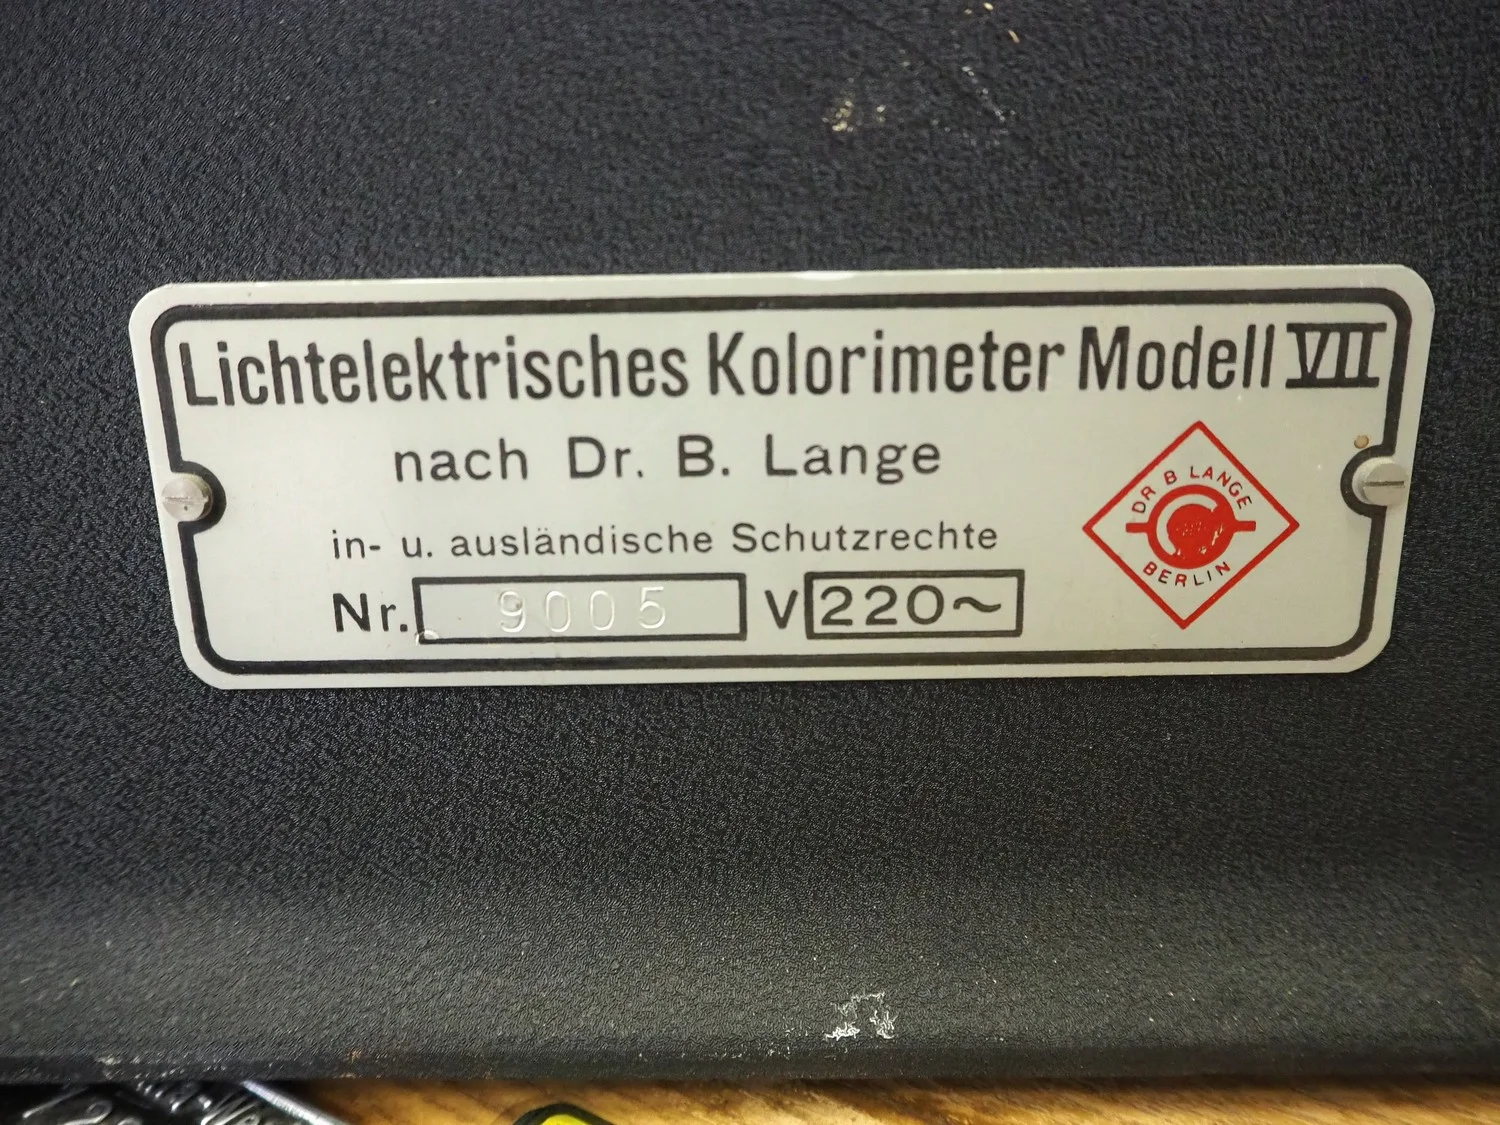 Lichtelektrisches Kolorimeter Modell VII
nach Dr. B. Lange
in- u. ausländische Schutzrechte
Nr. 9005 V 220~
DR B LANGE
BERLIN